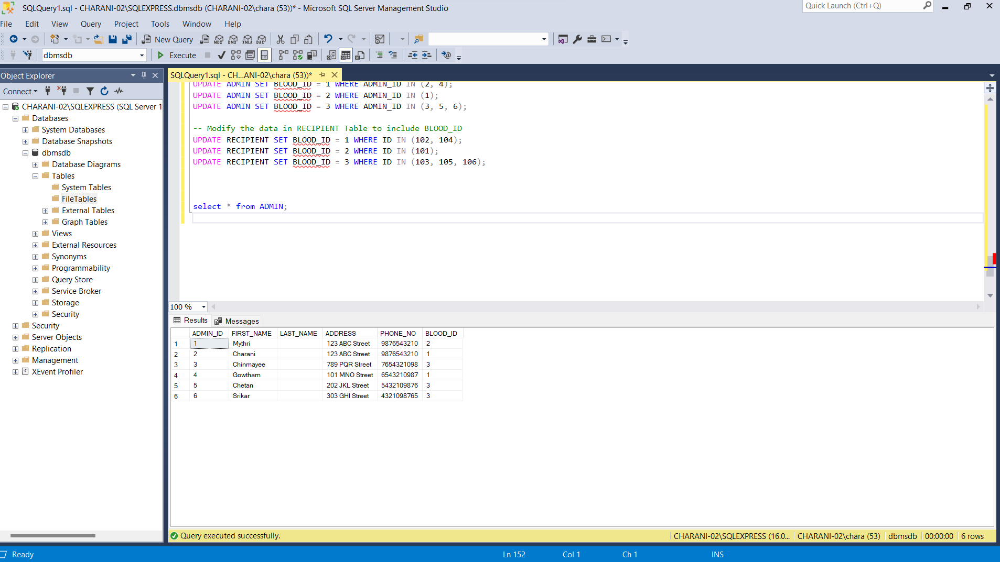 SQLQuery1.sql - CHARANI-02\SQLEXPRESS.dbmsdb (CHARANI-02\chara (53))* - Microsoft SQL Server Management Studio
Quick Launch (Ctrl+Q)
File Edit View Query Project Tools Window Help
New Query MDX DMX XMLA DAX
dbmsdb Execute
Object Explorer
Connect
CHARANI-02\SQLEXPRESS (SQL Server 1
Databases
System Databases
Database Snapshots
dbmsdb
Database Diagrams
Tables
System Tables
FileTables
External Tables
Graph Tables
Views
External Resources
Synonyms
Programmability
Query Store
Service Broker
Storage
Security
Security
Server Objects
Replication
Management
XEvent Profiler
SQLQuery1.sql - CH...ANI-02\chara (53))*
UPDATE ADMIN SET BLOOD_ID = 1 WHERE ADMIN_ID IN (2, 4);
UPDATE ADMIN SET BLOOD_ID = 2 WHERE ADMIN_ID IN (1);
UPDATE ADMIN SET BLOOD_ID = 3 WHERE ADMIN_ID IN (3, 5, 6);
-- Modify the data in RECIPIENT Table to include BLOOD_ID
UPDATE RECIPIENT SET BLOOD_ID = 1 WHERE ID IN (102, 104);
UPDATE RECIPIENT SET BLOOD_ID = 2 WHERE ID IN (101);
UPDATE RECIPIENT SET BLOOD_ID = 3 WHERE ID IN (103, 105, 106);
select * from ADMIN;
100 %
Results Messages
ADMIN_ID FIRST_NAME LAST_NAME ADDRESS PHONE_NO BLOOD_ID
1 1 Mythri 123 ABC Street 9876543210 2
2 2 Charani 123 ABC Street 9876543210 1
3 3 Chinmayee 789 PQR Street 7654321098 3
4 4 Gowtham 101 MNO Street 6543210987 1
5 5 Chetan 202 JKL Street 5432109876 3
6 6 Srikar 303 GHI Street 4321098765 3
Query executed successfully. CHARANI-02\SQLEXPRESS (16.0... CHARANI-02\chara (53) dbmsdb 00:00:00 6 rows
Ready Ln 152 Col 1 Ch 1 INS